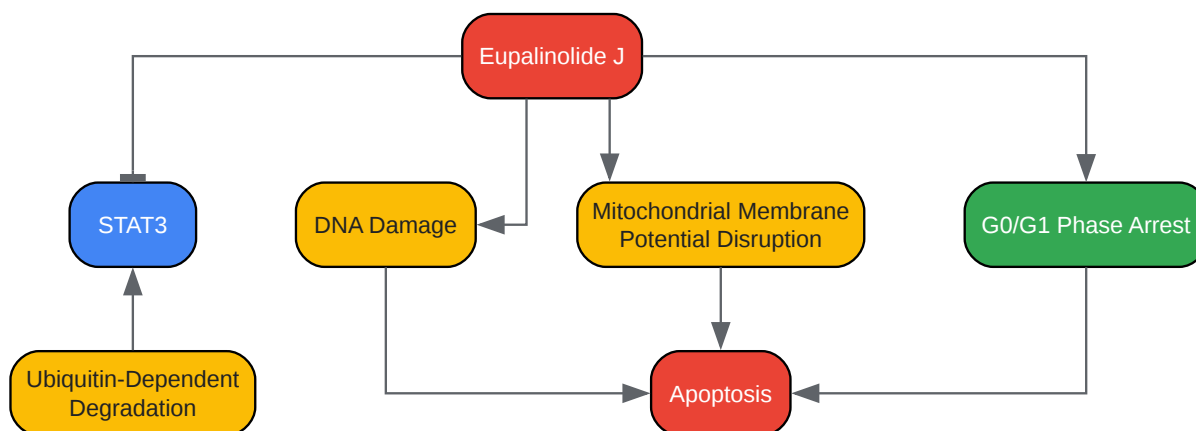 Eupalinolide J
STAT3
DNA Damage
Mitochondrial Membrane
Potential Disruption
G0/G1 Phase Arrest
Ubiquitin-Dependent
Degradation
Apoptosis